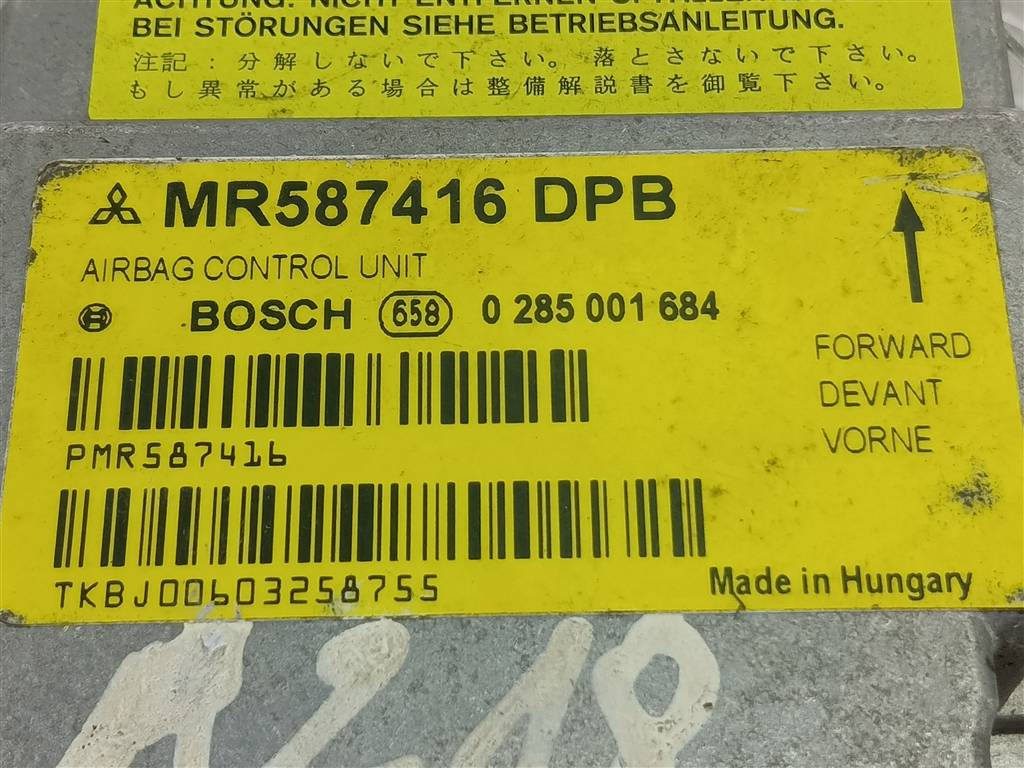 ACHTUNG: NICHT ENTFERNEN
BEI STÖRUNGEN SIEHE BETRIEBSANLEITUNG.
注記：分解しないで下さい。落とさないで下さい。
もし異常がある場合は整備解説書を御覧下さい。
MR587416 DPB
AIRBAG CONTROL UNIT
BOSCH 658 0 285 001 684
PMR587416
FORWARD
DEVANT
VORNE
TKBJ00603258755
Made in Hungary